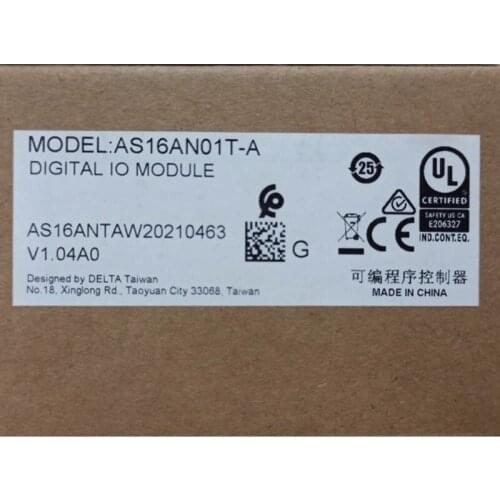 MODEL:AS16AN01T-A
DIGITAL IO MODULE
AS16ANTAW20210463
V1.04A0
G
Designed by DELTA Taiwan
No.18, Xinglong Rd., Taoyuan City 33068, Taiwan
25
UL
CERTIFIED
SAFETY US CA
E206327
IND.CONT.EQ.
CE
可编程序控制器
MADE IN CHINA